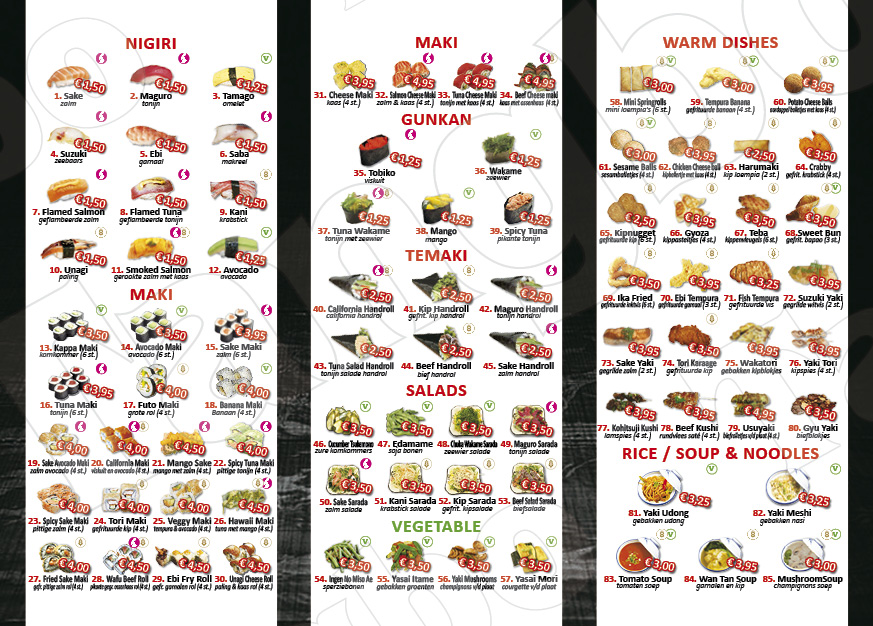 NIGIRI
€1,50 €1,50 €1,50
1. Sake 2. Maguro 3. Tamago
zalm tonijn omelet
€1,50 €1,50 €1,50
4. Suzuki 5. Ebi 6. Saba
zeebaars garnaal makreel
€1,50 €1,50 €1,50
7. Flamed Salmon 8. Flamed Tuna 9. Kani
geflambeerde zalm geflambeerde tonijn krabstick
€1,50 €1,50 €1,25
10. Unagi 11. Smoked Salmon 12. Avocado
paling gerookte zalm met kaas avocado
MAKI
€3,50 €3,50 €3,95
13. Kappa Maki 14. Avocado Maki 15. Sake Maki
komkommer (6 st.) avocado (6 st.) zalm (6 st.)
€3,95 €4,00 €4,00
16. Tuna Maki 17. Futo Maki 18. Banana Maki
tonijn (6 st.) grote rol (4 st.) Banaan (4 st.)
€4,50 €4,50 €4,50 €4,50
19. Sake Avocado Maki 20. California Maki 21. Mango Sake 22. Spicy Tuna Maki
zalm avocado (4 st.) viskuit en avocado (4 st.) mango met zalm (4 st.) pittige tonijn (4 st.)
€4,00 €4,00 €4,00 €4,50
23. Spicy Sake Maki 24. Tori Maki 25. Veggy Maki 26. Hawaii Maki
pittige zalm (4 st.) gefrituurde kip (4 st.) tempura & avocado (4 st.) tuna met mango (4 st.)
€4,50 €4,50 €4,50 €4,50
27. Fried Sake Maki 28. Wafu Beef Roll 29. Ebi Fry Roll 30. Unagi Cheese Roll
gefr. pittige zalm rol (4 st.) gefr. garnalen rol (4 st.) paling & kaas rol (4 st.)
MAKI
€4,95 €4,95 €4,95 €4,95
31. Cheese Maki 32. Salmon Cheese Maki 33. Tuna Cheese Maki 34. Beef Cheese maki
kaas (4 st.) zalm & kaas (4 st.) tonijn met kaas (4 st.) kaas met ossenhaas (4 st.)
GUNKAN
€1,25 €1,25
35. Tobiko 36. Wakame
viskuit zeewier
€1,25 €1,25 €1,25
37. Tuna Wakame 38. Mango 39. Spicy Tuna
tonijn met zeewier mango pikante tonijn
TEMAKI
€2,50 €2,50 €2,50
40. California Handroll 41. Kip Handroll 42. Maguro Handroll
california handrol gefrit. kip handrol tonijn handrol
€2,50 €2,50 €2,50
43. Tuna Salad Handroll 44. Beef Handroll 45. Sake Handroll
tonijn salade handrol bief handrol zalm handrol
SALADS
€3,50 €3,50 €3,50 €3,50
46. Cucumber Tsukemono 47. Edamame 48. Chuka Wakame Sarada 49. Maguro Sarada
zure komkommers soja bonen zeewier salade tonijn salade
€3,50 €3,50 €3,50 €3,50
50. Sake Sarada 51. Kani Sarada 52. Kip Sarada 53. Beef Salad Sarada
zalm salade krabstick salade gefrit. kipsalade biefsalade
VEGETABLE
€3,50 €3,50 €3,50 €3,50
54. Ingen No Miso Ae 55. Yasai Itame 56. Yaki Mushrooms 57. Yasai Mori
sperziebonen gebakken groenten champignons v/d plaat courgette v/d plaat
WARM DISHES
€3,00 €3,00 €3,95
58. Mini Springrolls 59. Tempura Banana 60. Potato Cheese Balls
mini loempia's (6 st.) gefrituurde banaan (4 st.)
€3,00 €3,95 €2,50 €3,50
61. Sesame Balls 62. Chicken Cheese ball 63. Harumaki 64. Crabby
sesamballetjes (4 st.) kipballetjes met kaas (4 st.) kip loempia (2 st.) gefrit. krabstick (4 st.)
€2,50 €3,95 €3,95 €3,50
65. Kipnugget 66. Gyoza 67. Teba 68. Sweet Bun
gefrituurde kip (6 st.) kippasteitjes (4 st.) kippenvleugels (6 st.) gefrit. bapao (3 st.)
€3,50 €3,50 €3,95 €3,50
69. Ika Fried 70. Ebi Tempura 71. Fish Tempura 72. Suzuki Yaki
gefrituurde inktvis (6 st.) gefrituurde garnaal (3 st.) gefrituurde vis gegrilde witvis (2 st.)
€3,95 €3,95 €3,95 €3,95
73. Sake Yaki 74. Tori Karaage 75. Wakatori 76. Yaki Tori
gegrilde zalm (2 st.) gefrituurde kip gebakken kipblokjes kipspies (4 st.)
€3,95 €3,95 €3,95 €3,95
77. Kohitsuji Kushi 78. Beef Kushi 79. Usuyaki 80. Gyu Yaki
lamspies (4 st.) rundvlees saté (4 st.) biefrolletjes v/d plaat (4 st.) biefblokjes
RICE / SOUP & NOODLES
€3,25 €3,25
81. Yaki Udong 82. Yaki Meshi
gebakken udong gebakken nasi
€3,00 €3,00 €3,00
83. Tomato Soup 84. Wan Tan Soup 85. MushroomSoup
tomaten soep garnalen en kip champignons soep